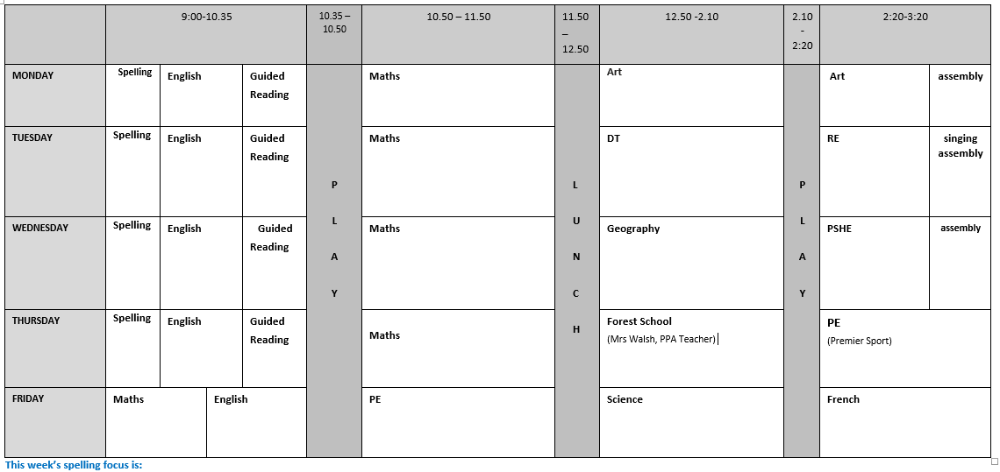 9:00-10.35
10.35 –
10.50
10.50 – 11.50
11.50
–
12.50
12.50 -2.10
2.10
-
2:20
2:20-3:20
MONDAY
Spelling
English
Guided
Reading
Maths
Art
Art
assembly
TUESDAY
Spelling
English
Guided
Reading
Maths
DT
RE
singing
assembly
P
L
A
Y
L
U
N
C
H
P
L
A
Y
WEDNESDAY
Spelling
English
Guided
Reading
Maths
Geography
PSHE
assembly
THURSDAY
Spelling
English
Guided
Reading
Maths
Forest School
(Mrs Walsh, PPA Teacher)
PE
(Premier Sport)
FRIDAY
Maths
English
PE
Science
French
This week’s spelling focus is: